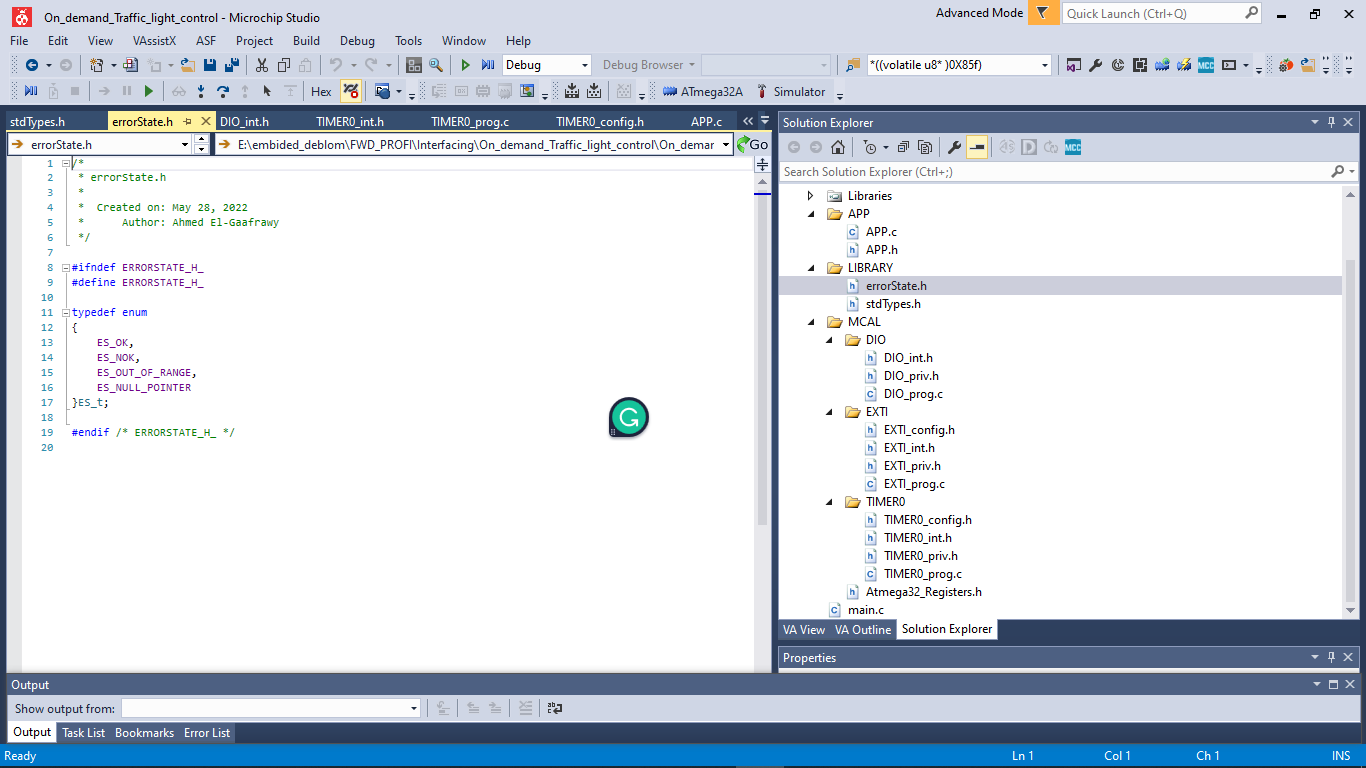 On_demand_Traffic_light_control - Microchip Studio
Advanced Mode
Quick Launch (Ctrl+Q)
File Edit View VAssistX ASF Project Build Debug Tools Window Help
Debug
Debug Browser
*((volatile u8* )0X85f)
Hex
ATmega32A
Simulator
stdTypes.h errorState.h DIO_int.h TIMER0_int.h TIMER0_prog.c TIMER0_config.h APP.c
errorState.h
E:\embided_deblom\FWD_PROFI\Interfacing\On_demand_Traffic_light_control\On_demar
Go
1 /*
2 * errorState.h
3 *
4 * Created on: May 28, 2022
5 * Author: Ahmed El-Gaafrawy
6 */
7
8 #ifndef ERRORSTATE_H_
9 #define ERRORSTATE_H_
10
11 typedef enum
12 {
13 ES_OK,
14 ES_NOK,
15 ES_OUT_OF_RANGE,
16 ES_NULL_POINTER
17 }ES_t;
18
19 #endif /* ERRORSTATE_H_ */
20
Solution Explorer
MCC
Search Solution Explorer (Ctrl+;)
Libraries
APP
APP.c
APP.h
LIBRARY
errorState.h
stdTypes.h
MCAL
DIO
DIO_int.h
DIO_priv.h
DIO_prog.c
EXTI
EXTI_config.h
EXTI_int.h
EXTI_priv.h
EXTI_prog.c
TIMER0
TIMER0_config.h
TIMER0_int.h
TIMER0_priv.h
TIMER0_prog.c
Atmega32_Registers.h
main.c
VA View VA Outline Solution Explorer
Properties
Output
Show output from:
Output Task List Bookmarks Error List
Ready
Ln 1 Col 1 Ch 1 INS